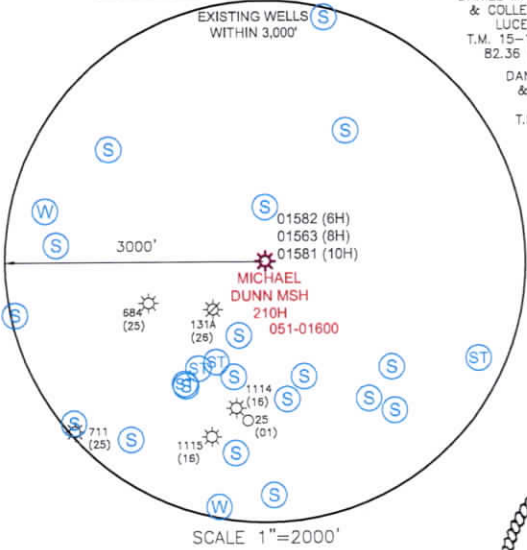 EXISTING WELLS
WITHIN 3,000'
& COLLE
LUCE
T.M. 15-
82.36
DAN
&
T.
S
S
S
W
S
S
01582 (6H)
01563 (8H)
01581 (10H)
3000'
MICHAEL
DUNN MSH
210H
051-01600
684
(25)
131A
(26)
S
S
ST
ST
ST
S
S
S
S
S
S
1114
(16)
25
(01)
S
711
(25)
S
1115
(16)
S
S
W
SCALE 1"=2000'